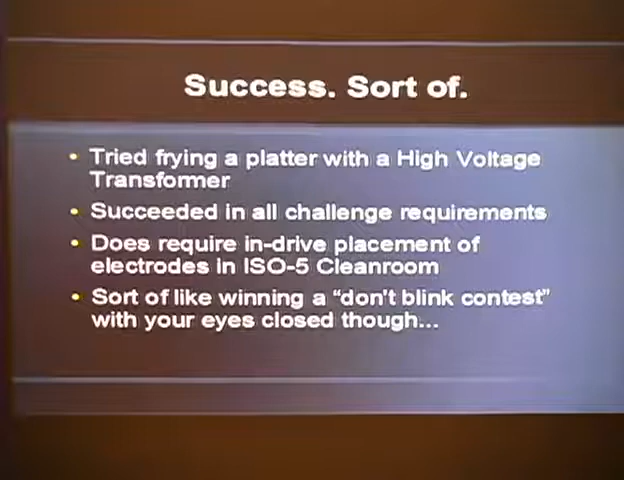 Success. Sort of.
• Tried frying a platter with a High Voltage
Transformer
• Succeeded in all challenge requirements
• Does require in-drive placement of
electrodes in ISO-5 Cleanroom
• Sort of like winning a “don’t blink contest”
with your eyes closed though...